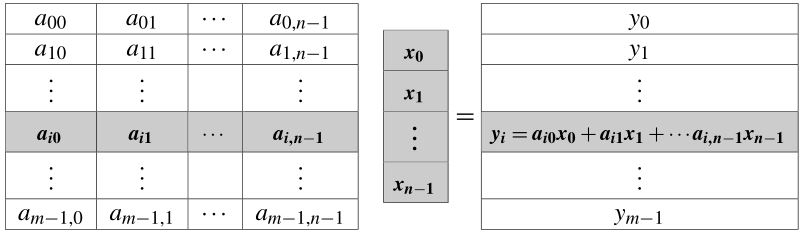 a₀₀ a₀₁ ⋯ a₀,ₙ₋₁ y₀
a₁₀ a₁₁ ⋯ a₁,ₙ₋₁ x₀ y₁
⋮ ⋮ ⋮ x₁ ⋮
aᵢ₀ aᵢ₁ ⋯ aᵢ,ₙ₋₁ ⋮ = yᵢ = aᵢ₀x₀ + aᵢ₁x₁ + ⋯ aᵢ,ₙ₋₁xₙ₋₁
⋮ ⋮ ⋮ xₙ₋₁ ⋮
aₘ₋₁,₀ aₘ₋₁,₁ ⋯ aₘ₋₁,ₙ₋₁ yₘ₋₁